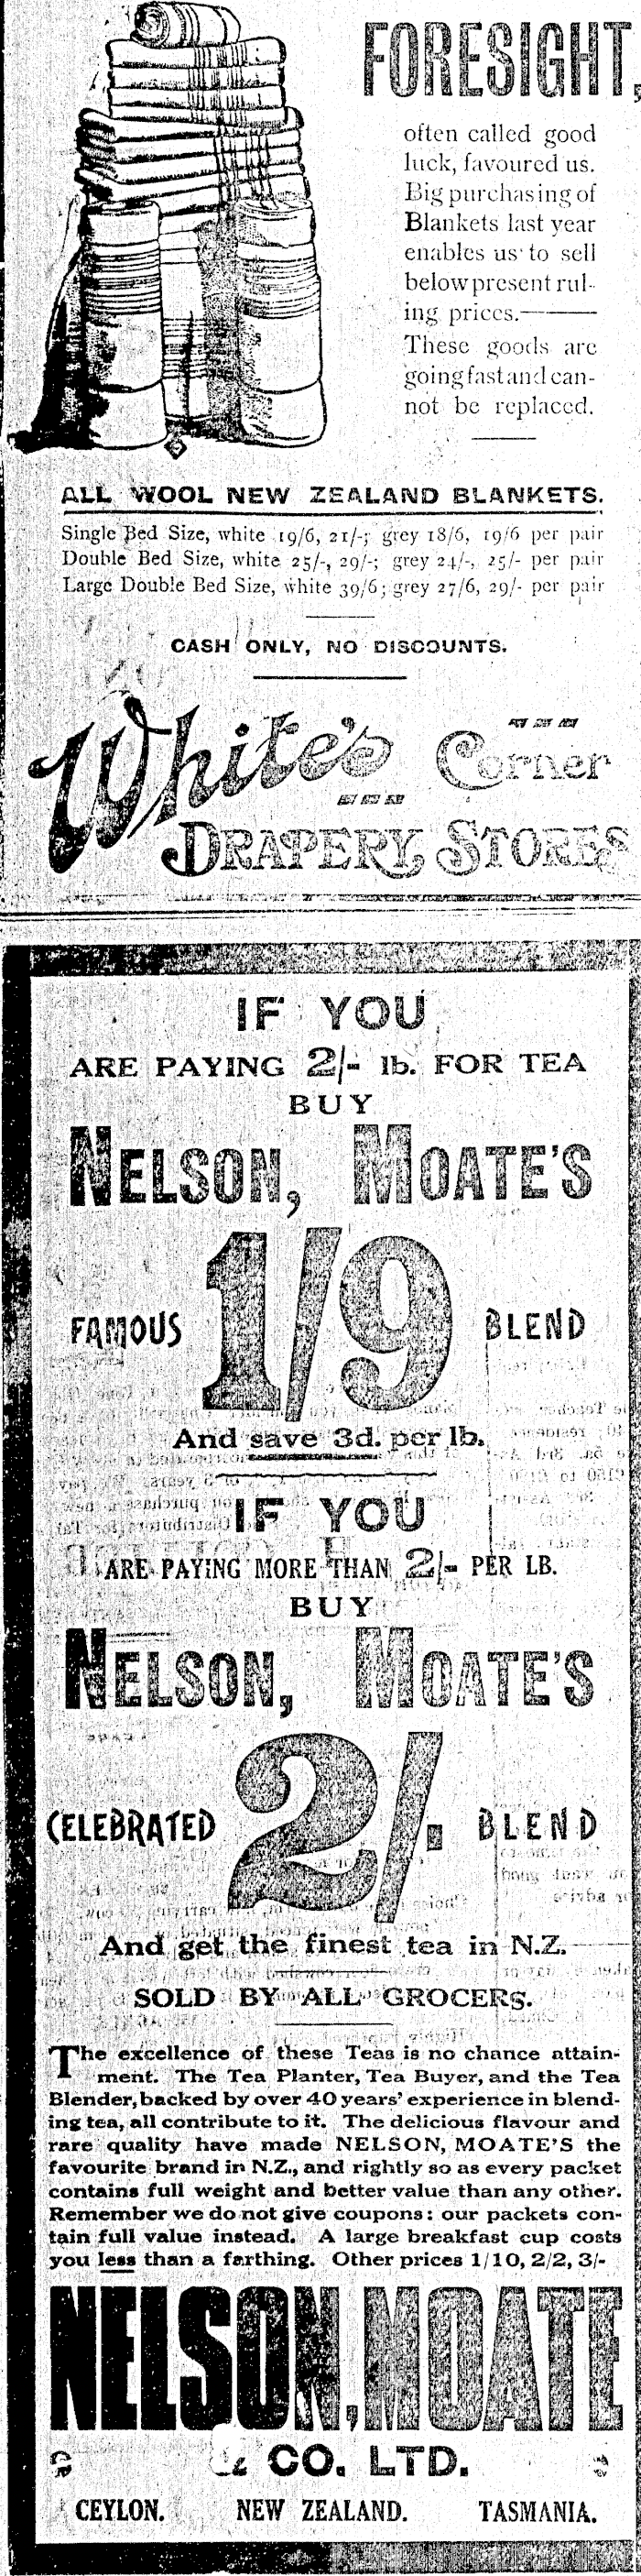 FORESIGHT,
often called good
luck, favoured us.
Big purchasing of
Blankets last year
enables us to sell
below present rul-
ing prices.——
These goods are
going fast and can-
not be replaced.
ALL WOOL NEW ZEALAND BLANKETS.
Single Bed Size, white 19/6, 21/-; grey 18/6, 19/6 per pair
Double Bed Size, white 25/-, 29/-; grey 24/-, 25/- per pair
Large Double Bed Size, white 39/6; grey 27/6, 29/- per pair
CASH ONLY, NO DISCOUNTS.
White's Corner
DRAPERY STORES
IF YOU
ARE PAYING 2/- lb. FOR TEA
BUY
NELSON, MOATE'S
FAMOUS 1/9 BLEND
And save 3d. per lb.
IF YOU
ARE PAYING MORE THAN 2/- PER LB.
BUY
NELSON, MOATE'S
CELEBRATED 2/- BLEND
And get the finest tea in N.Z.
SOLD BY ALL GROCERS.
The excellence of these Teas is no chance attain-
ment. The Tea Planter, Tea Buyer, and the Tea
Blender, backed by over 40 years' experience in blend-
ing tea, all contribute to it. The delicious flavour and
rare quality have made NELSON, MOATE'S the
favourite brand in N.Z., and rightly so as every packet
contains full weight and better value than any other.
Remember we do not give coupons: our packets con-
tain full value instead. A large breakfast cup costs
you less than a farthing. Other prices 1/10, 2/2, 3/-
NELSON, MOATE
& CO. LTD.
CEYLON. NEW ZEALAND. TASMANIA.